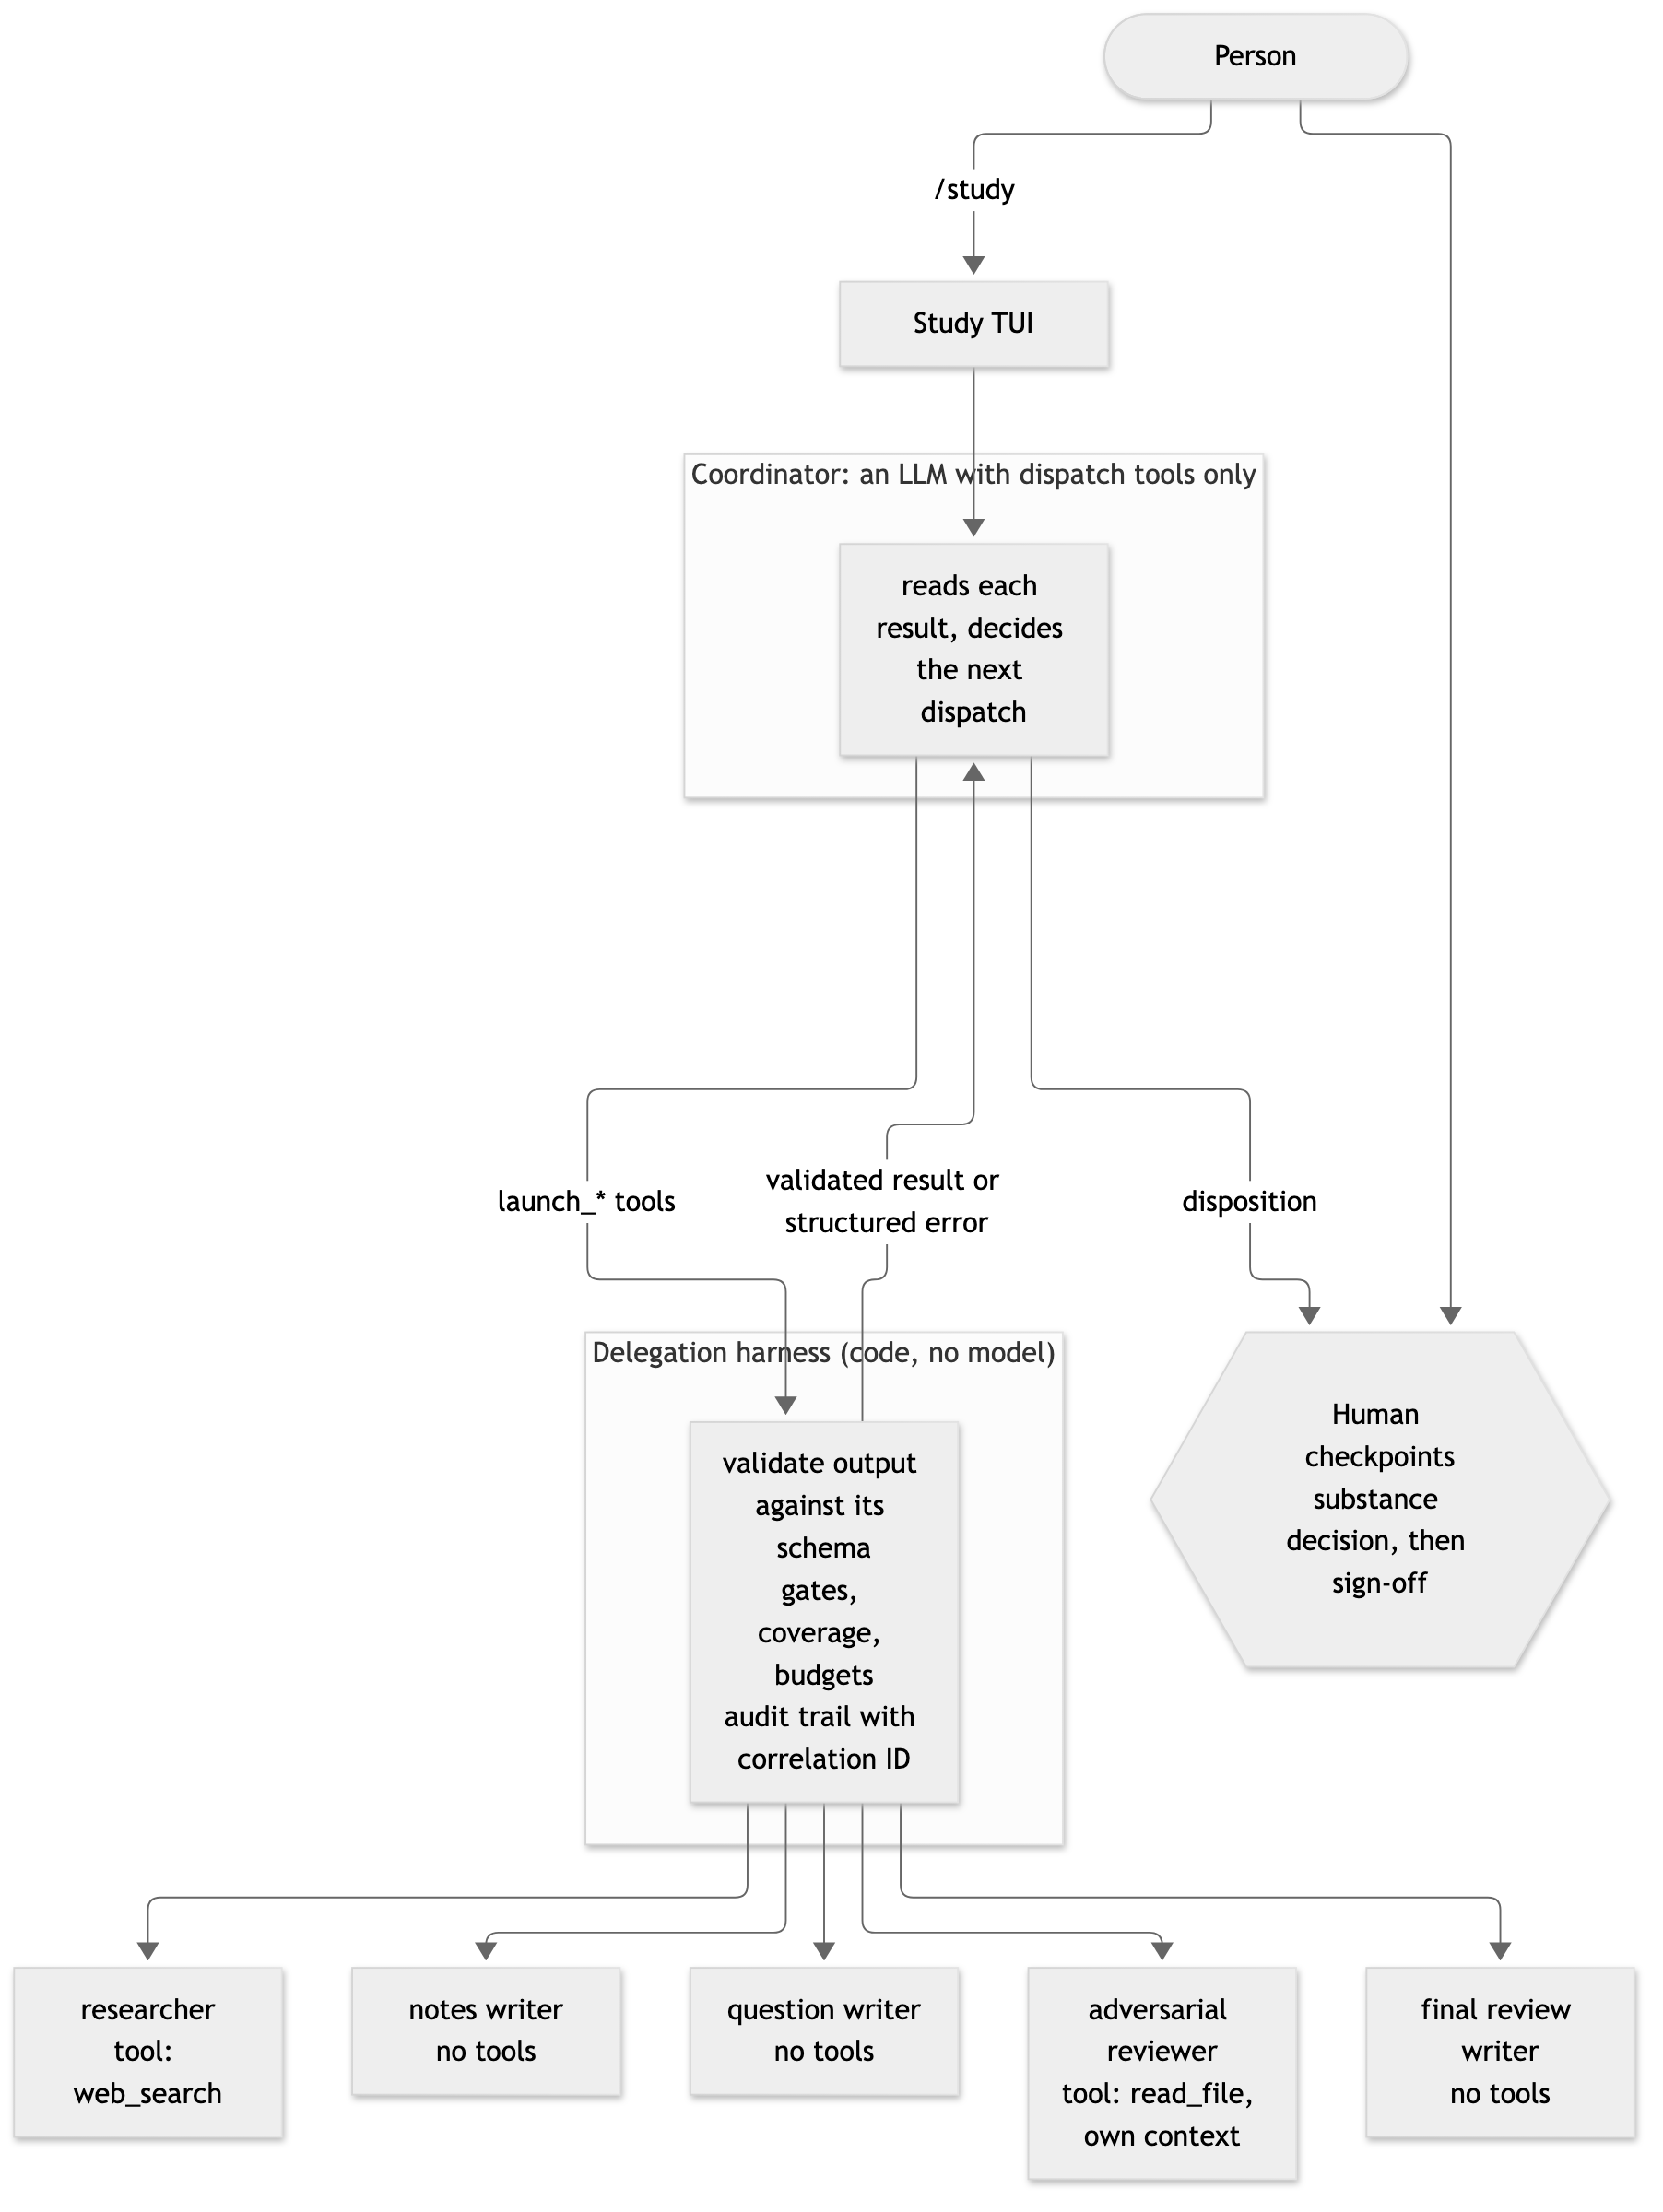 Person
/study
Study TUI
Coordinator: an LLM with dispatch tools only
reads each
result, decides
the next
dispatch
launch_* tools
validated result or
structured error
disposition
Delegation harness (code, no model)
validate output
against its
schema
gates,
coverage,
budgets
audit trail with
correlation ID
Human
checkpoints
substance
decision, then
sign-off
researcher
tool:
web_search
notes writer
no tools
question writer
no tools
adversarial
reviewer
tool: read_file,
own context
final review
writer
no tools